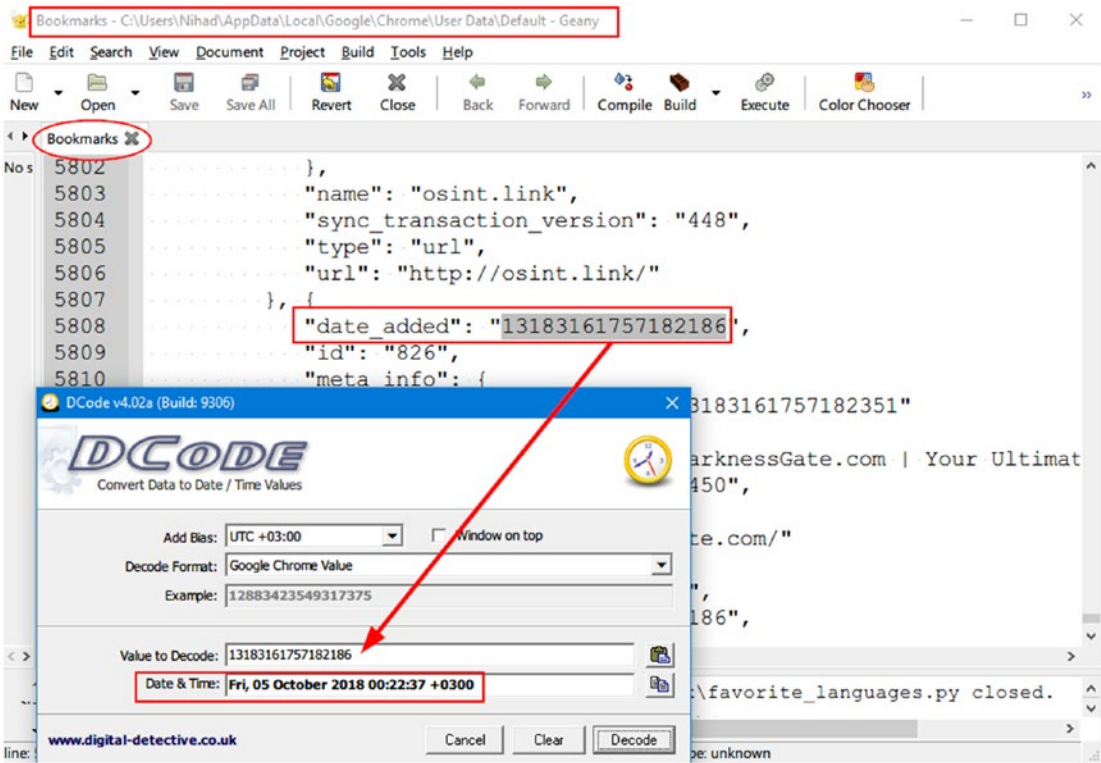 Bookmarks - C:\Users\Nihad\AppData\Local\Google\Chrome\User Data\Default - Geany
File Edit Search View Document Project Build Tools Help
New Open Save Save All Revert Close Back Forward Compile Build Execute Color Chooser
Bookmarks
No s
5802 },
5803 "name": "osint.link",
5804 "sync_transaction_version": "448",
5805 "type": "url",
5806 "url": "http://osint.link/"
5807 }, {
5808 "date_added": "13183161757182186",
5809 "id": "826",
5810 "meta_info": {
3183161757182351"
arknessGate.com | Your Ultimat
450",
te.com/"
",
186",
DCode v4.02a (Build: 9306)
DCODE
Convert Data to Date / Time Values
Add Bias: UTC +03:00 Window on top
Decode Format: Google Chrome Value
Example: 12883423549317375
Value to Decode: 13183161757182186
Date & Time: Fri, 05 October 2018 00:22:37 +0300
www.digital-detective.co.uk Cancel Clear Decode
:\favorite_languages.py closed.
line:
pe: unknown